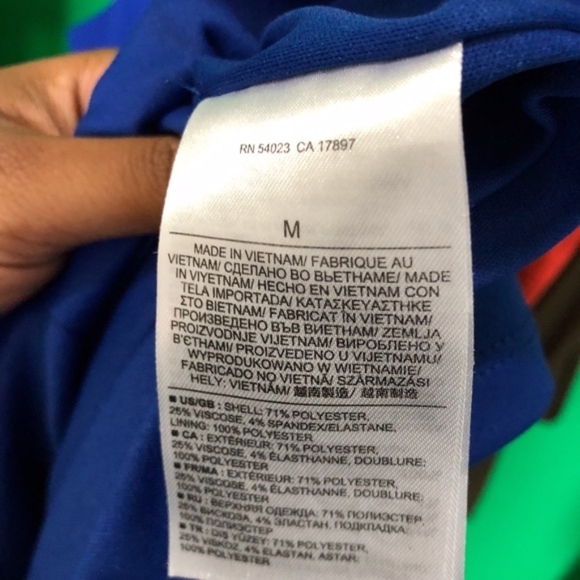 RN 54023 CA 17897
M
MADE IN VIETNAM/ FABRIQUE AU
VIETNAM/ СДЕЛАНО ВО ВЬЕТНАМЕ/ MADE
IN VIYETNAM/ HECHO EN VIETNAM CON
TELA IMPORTADA/ ΚΑΤΑΣΚΕΥΑΣΤΗΚΕ
ΣΤΟ ΒΙΕΤΝΑΜ/ FABRICAT ÎN VIETNAM/
ПРОИЗВЕДЕНО ВЪВ ВИЕТНАМ/ ZEMLJA
PROIZVODNJE VIJETNAM/ ВИРОБЛЕНО У
В'ЄТНАМІ/ PROIZVEDENO U VIJETNAMU/
WYPRODUKOWANO W WIETNAMIE/
FABRICADO NO VIETNÃ/ SZÁRMAZÁSI
HELY: VIETNÁM/ 越南製造/ 越南制造
US/GB : SHELL: 71% POLYESTER,
25% VISCOSE, 4% SPANDEX/ELASTANE,
LINING: 100% POLYESTER
CA : EXTÉRIEUR: 71% POLYESTER,
25% VISCOSE, 4% ÉLASTHANNE, DOUBLURE:
100% POLYESTER
FR/MA : EXTÉRIEUR: 71% POLYESTER,
25% VISCOSE, 4% ÉLASTHANNE, DOUBLURE:
100% POLYESTER
RU : ВЕРХНЯЯ ОДЕЖДА: 71% ПОЛИЭСТЕР,
25% ВИСКОЗА, 4% ЭЛАСТАН, ПОДКЛАДКА:
100% ПОЛИЭСТЕР
TR : DIŞ YÜZEY: 71% POLYESTER,
25% VİSKOZ, 4% ELASTAN, ASTAR:
100% POLYESTER